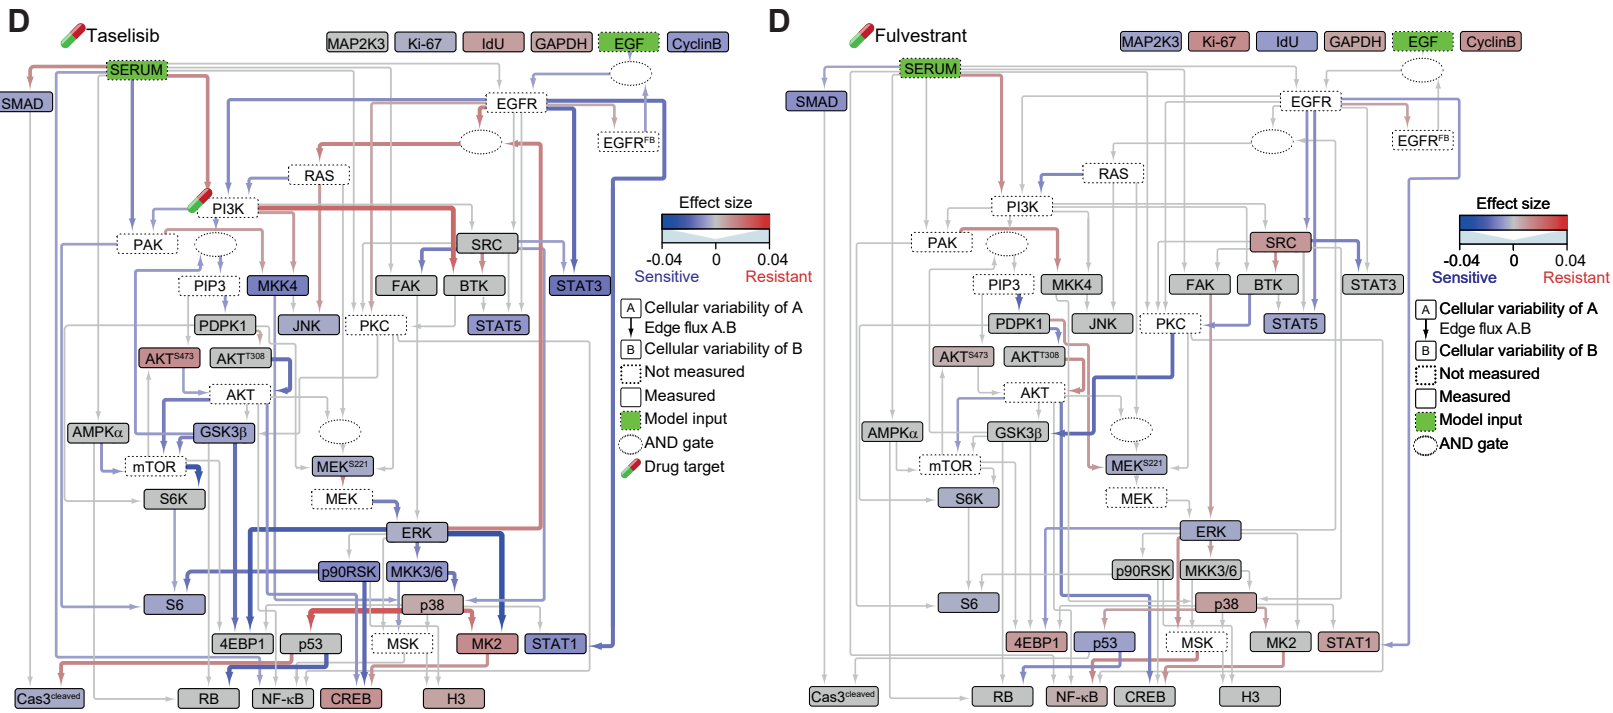 D
Taselisib
MAP2K3 Ki-67 IdU GAPDH EGF CyclinB
SERUM
SMAD
EGFR
EGFRFB
RAS
PI3K
PAK
SRC
PIP3
MKK4
FAK
BTK
STAT3
PDPK1
JNK
PKC
STAT5
AKTS473
AKTT308
AKT
AMPKα
GSK3β
mTOR
MEKS221
S6K
MEK
ERK
p90RSK
MKK3/6
S6
p38
4EBP1
p53
MSK
MK2
STAT1
Cas3cleaved
RB
NF-κB
CREB
H3
Effect size
-0.04 0 0.04
Sensitive Resistant
A Cellular variability of A
Edge flux A.B
B Cellular variability of B
Not measured
Measured
Model input
AND gate
Drug target
D
Fulvestrant
MAP2K3 Ki-67 IdU GAPDH EGF CyclinB
SERUM
SMAD
EGFR
EGFRFB
RAS
PI3K
PAK
SRC
PIP3
MKK4
FAK
BTK
STAT3
PDPK1
JNK
PKC
STAT5
AKTS473
AKTT308
AKT
AMPKα
GSK3β
mTOR
MEKS221
S6K
MEK
ERK
p90RSK
MKK3/6
S6
p38
4EBP1
p53
MSK
MK2
STAT1
Cas3cleaved
RB
NF-κB
CREB
H3
Effect size
-0.04 0 0.04
Sensitive Resistant
A Cellular variability of A
Edge flux A.B
B Cellular variability of B
Not measured
Measured
Model input
AND gate